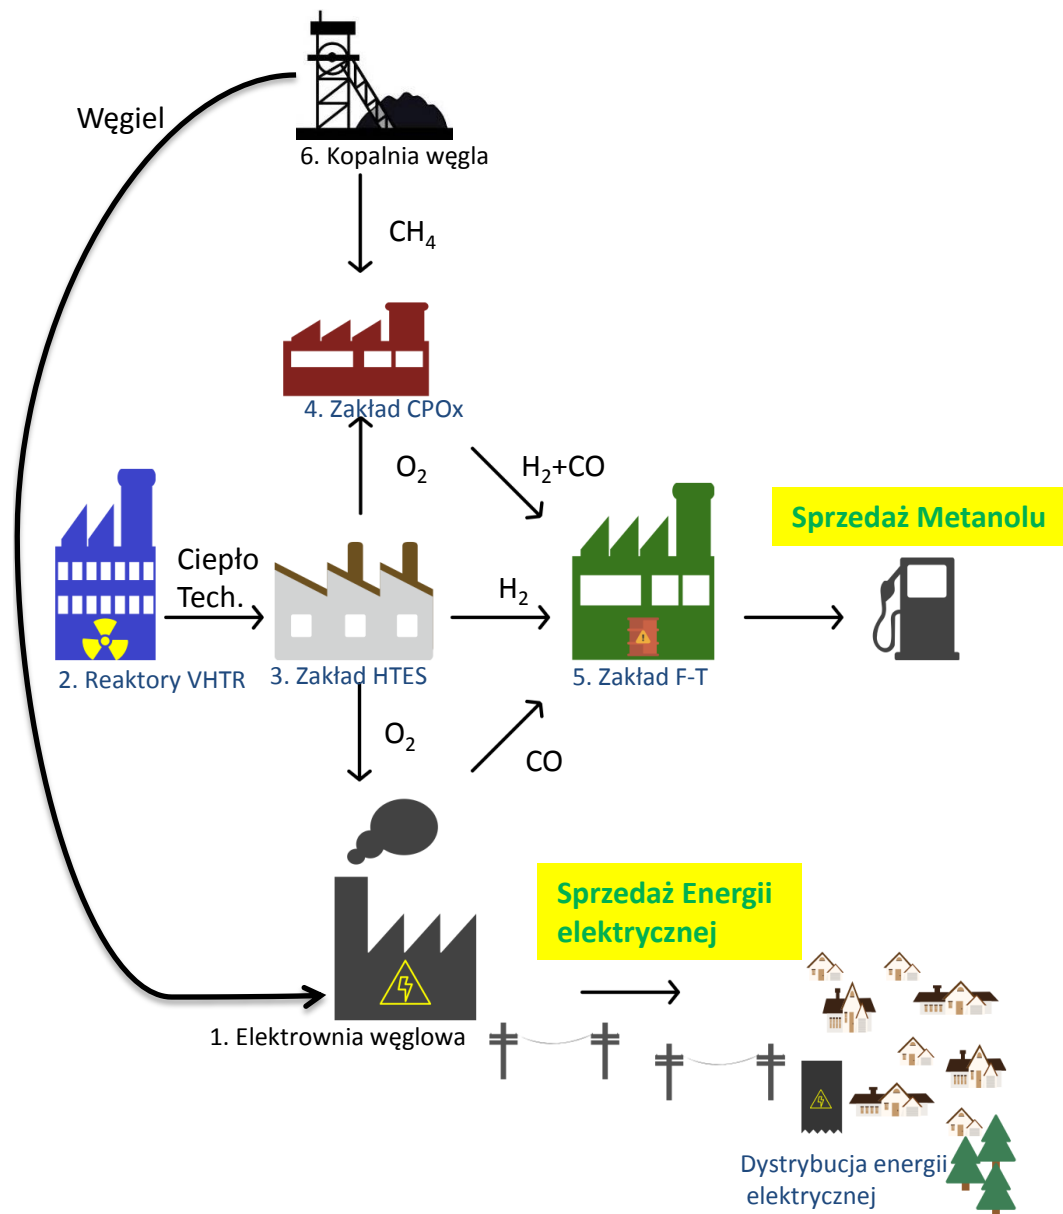 Węgiel
6. Kopalnia węgla
CH₄
4. Zakład CPOx
O₂
H₂+CO
Sprzedaż Metanolu
Ciepło
Tech.
H₂
2. Reaktory VHTR
3. Zakład HTES
5. Zakład F-T
O₂
CO
Sprzedaż Energii
elektrycznej
1. Elektrownia węglowa
Dystrybucja energii
elektrycznej